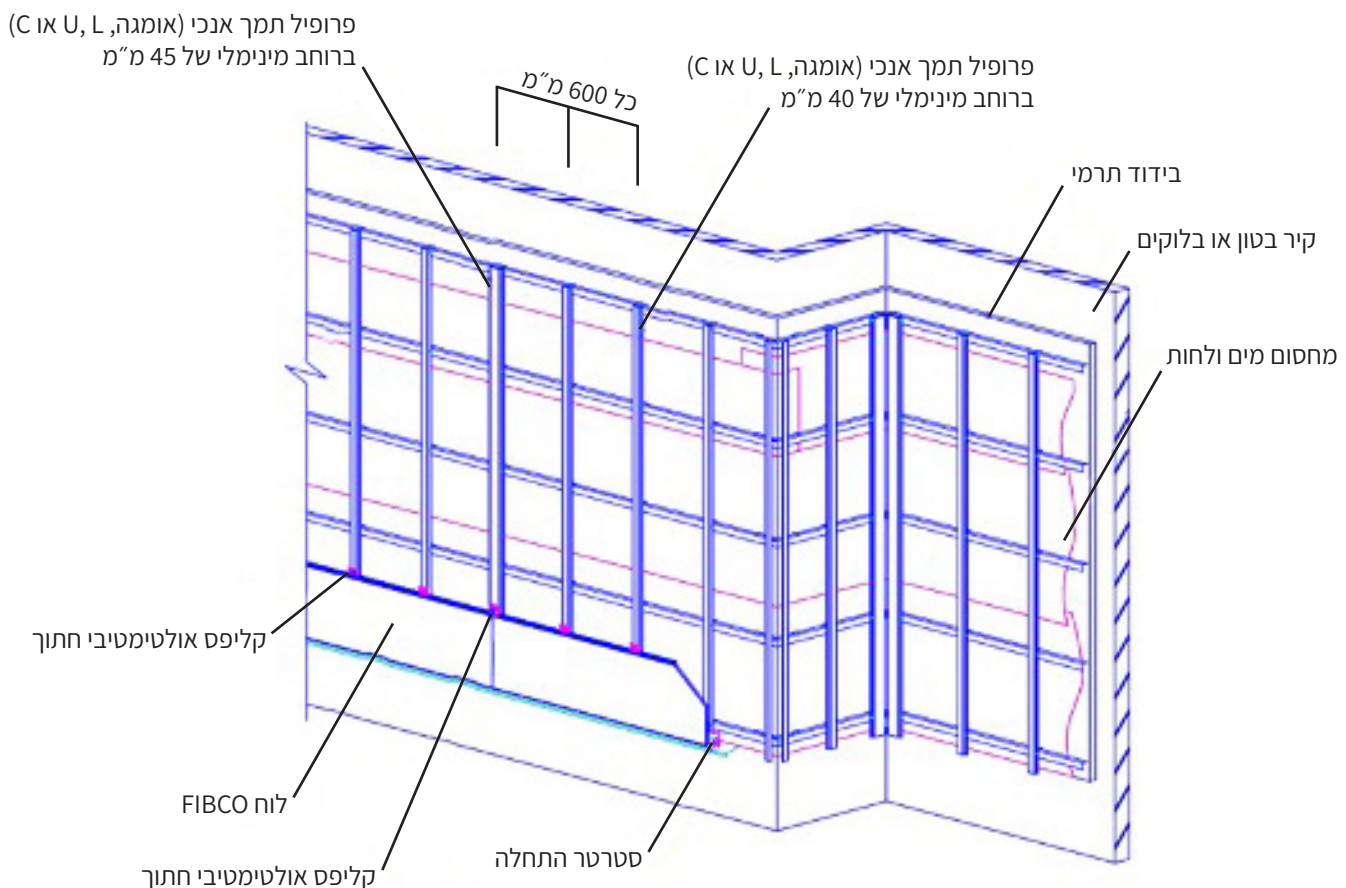 פרופיל תמך אנכי (אומגה, U, L או C)
ברוחב מינימלי של 45 מ״מ
כל 600 מ״מ
פרופיל תמך אנכי (אומגה, U, L או C)
ברוחב מינימלי של 40 מ״מ
בידוד תרמי
קיר בטון או בלוקים
מחסום מים ולחות
קליפס אולטימטיבי חתוך
לוח FIBCO
סטרטר התחלה
קליפס אולטימטיבי חתוך